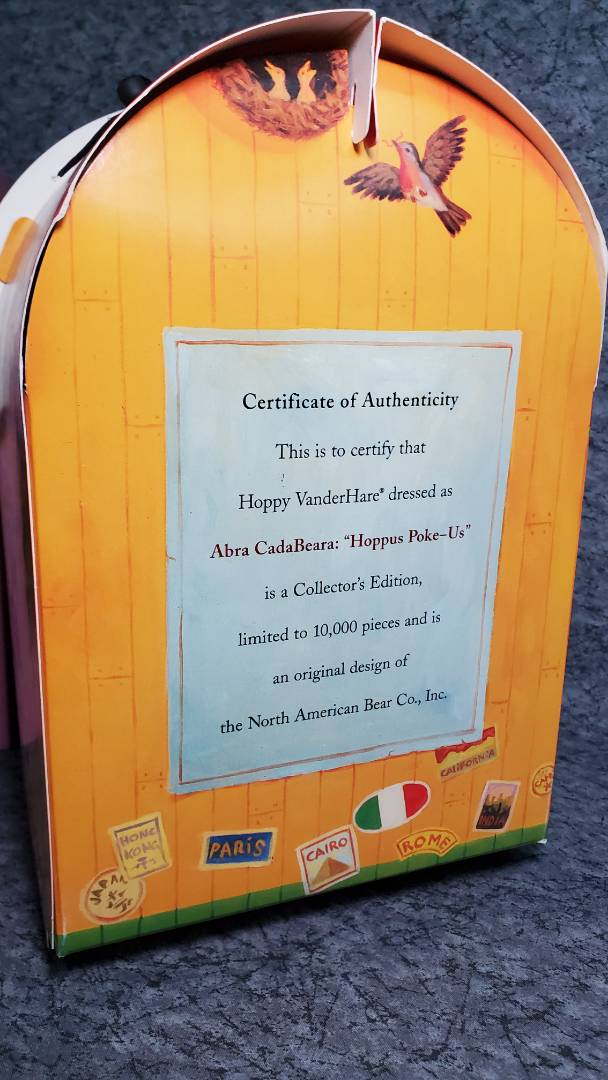 Certificate of Authenticity
This is to certify that
Hoppy VanderHare® dressed as
Abra CadaBeara: “Hoppus Poke-Us”
is a Collector's Edition,
limited to 10,000 pieces and is
an original design of
the North American Bear Co., Inc.
CALIFORNIA
HONG
KONG
PARIS
CAIRO
ROME
INDIA
JAPAN